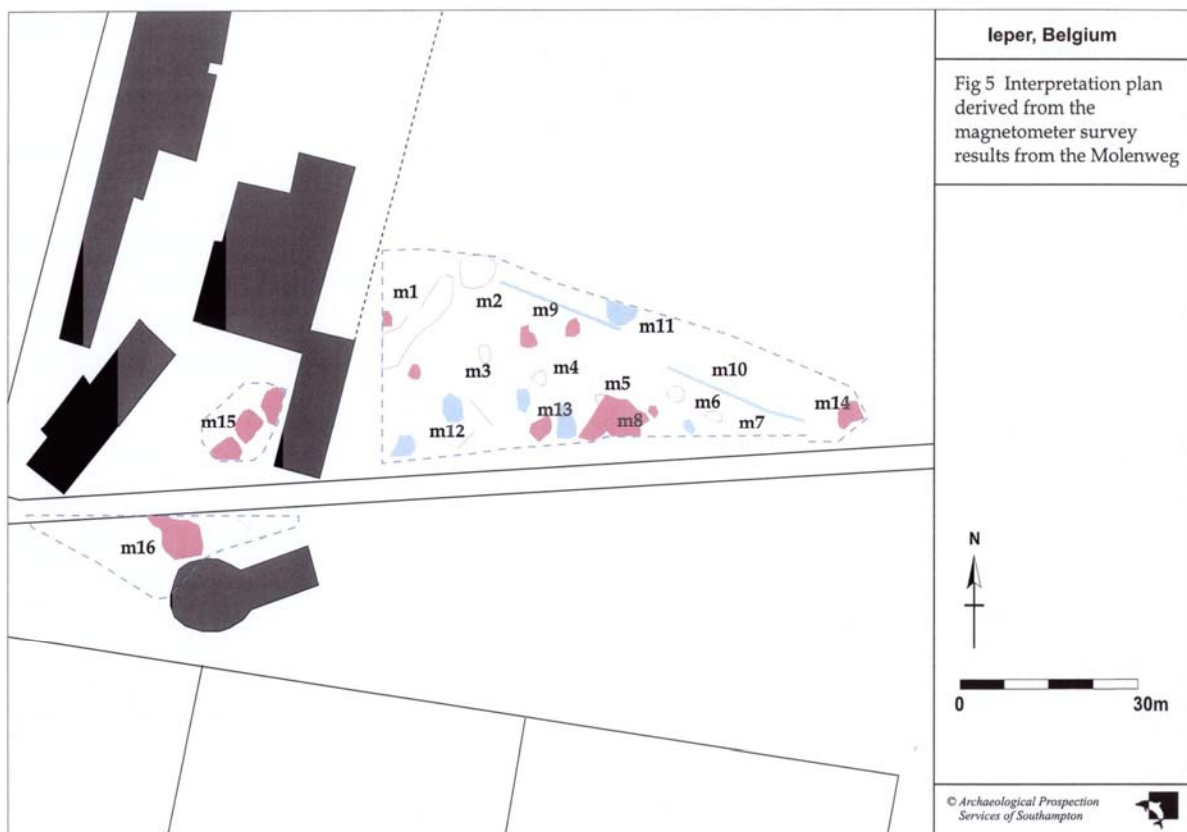 Ieper, Belgium
Fig 5 Interpretation plan
derived from the
magnetometer survey
results from the Molenweg
m1
m2
m9
m11
m3
m4
m10
m5
m6
m14
m15
m12
m13
m8
m7
m16
N
0 30m
© Archaeological Prospection
Services of Southampton